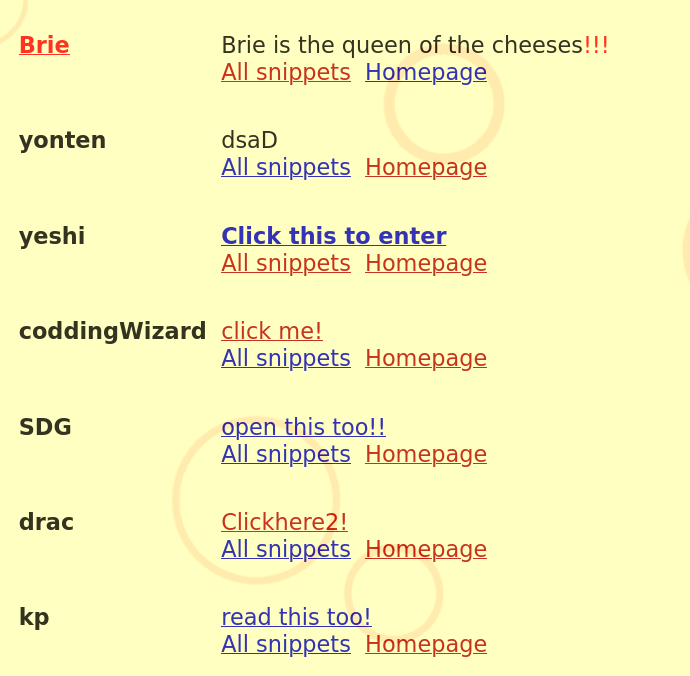 Brie Brie is the queen of the cheeses!!!
All snippets Homepage
yonten dsaD
All snippets Homepage
yeshi Click this to enter
All snippets Homepage
coddingWizard click me!
All snippets Homepage
SDG open this too!!
All snippets Homepage
drac Clickhere2!
All snippets Homepage
kp read this too!
All snippets Homepage